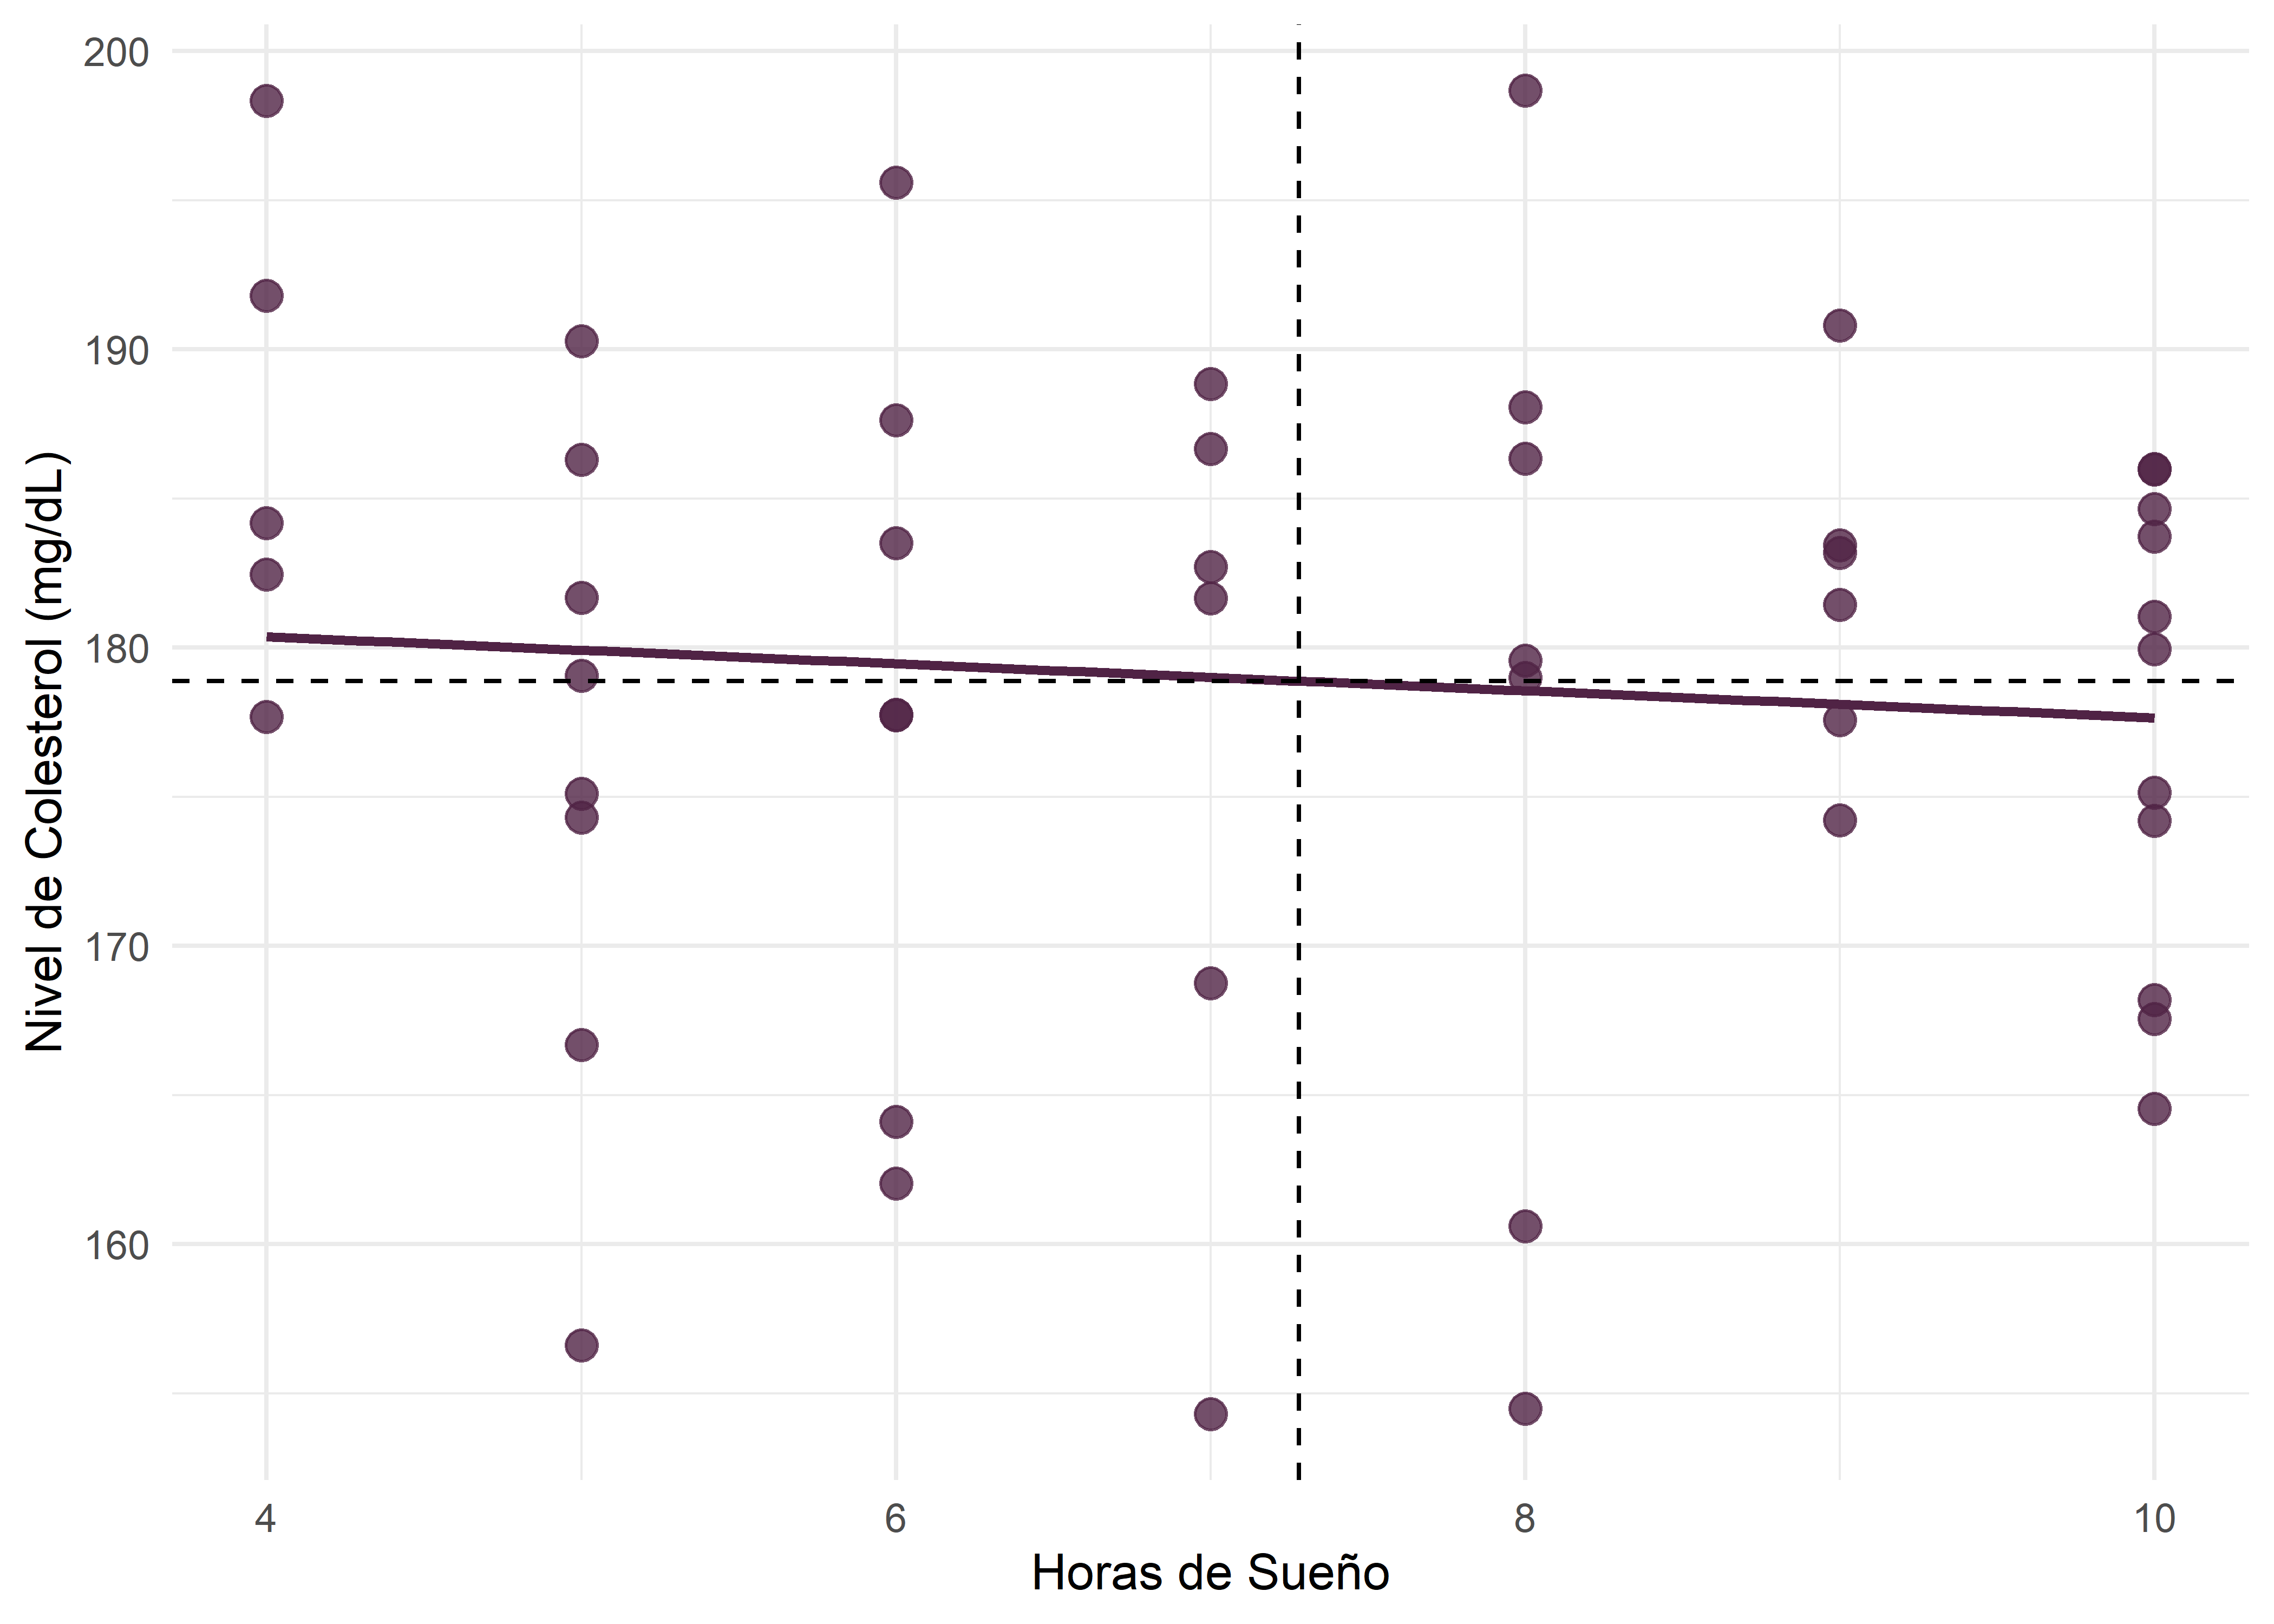 200
190
180
170
160
Nivel de Colesterol (mg/dL)
4 6 8 10
Horas de Sueño